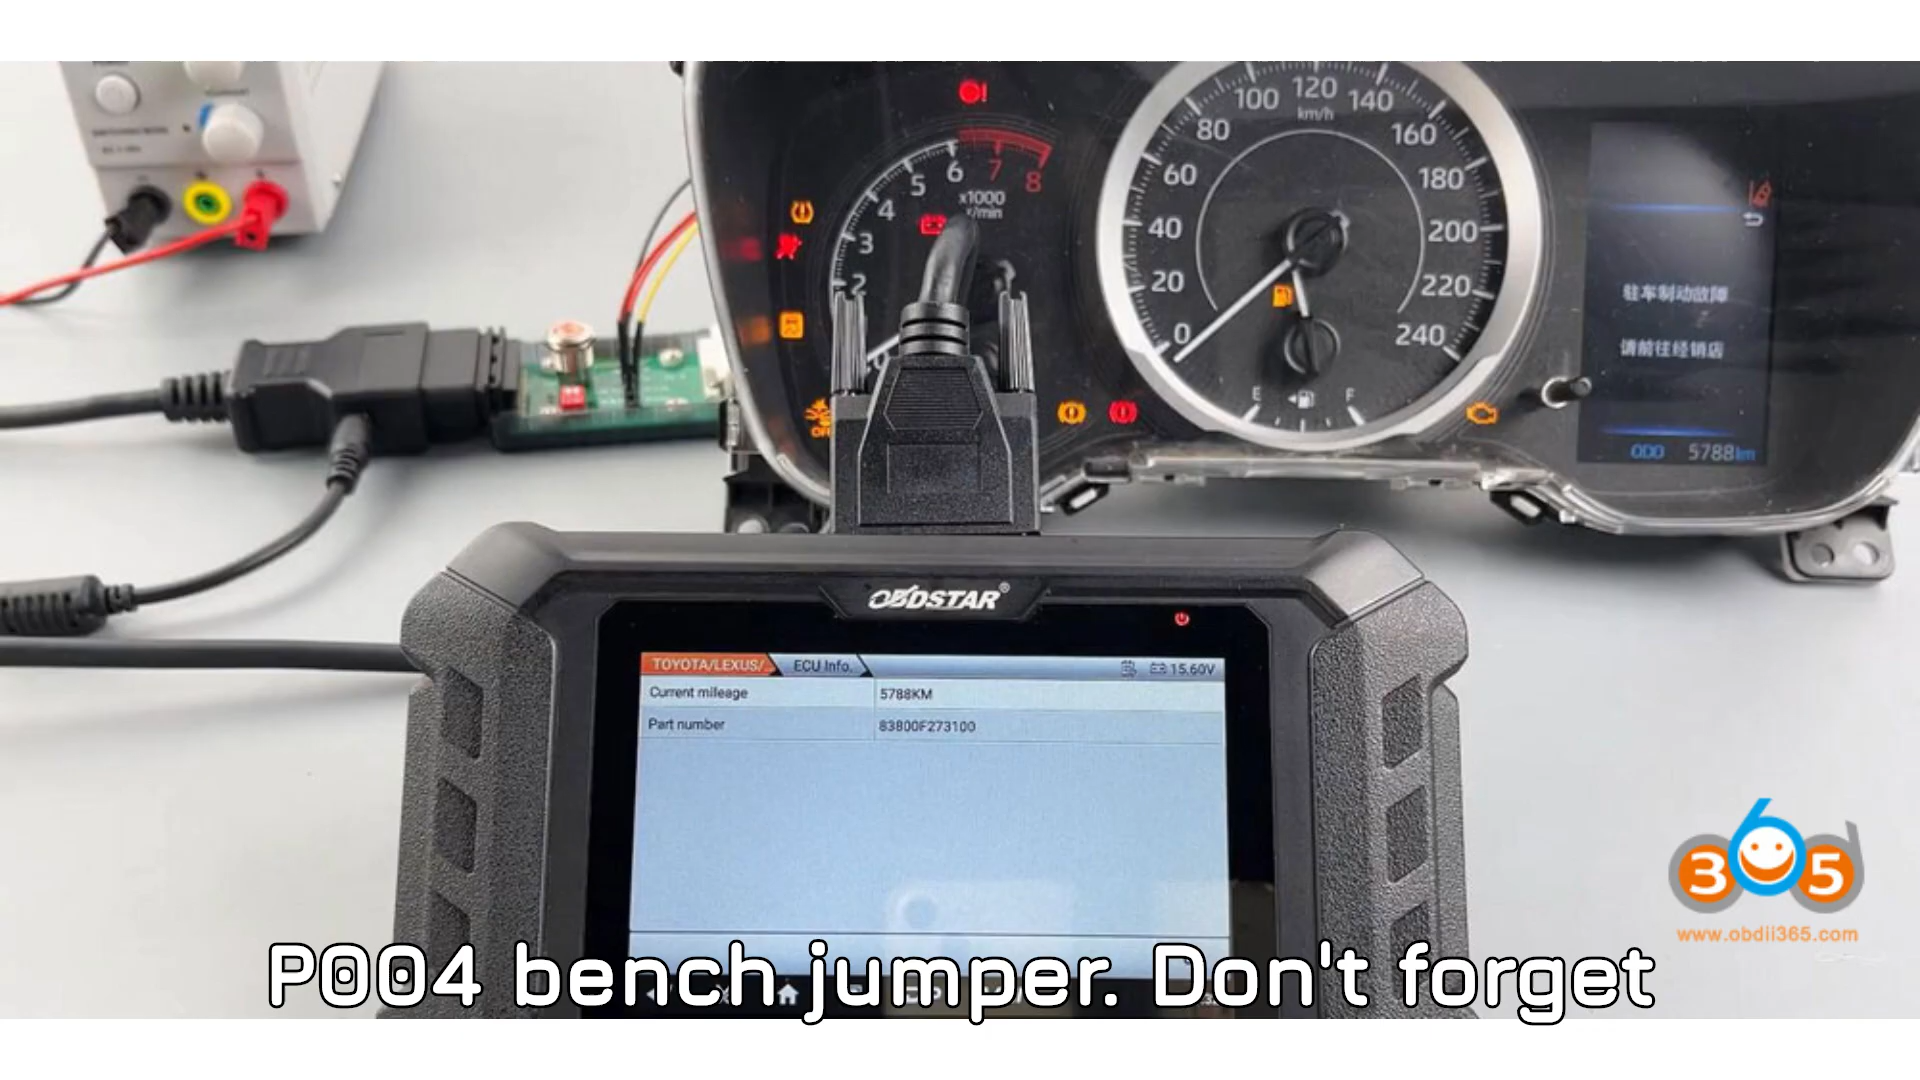 120
100
140
km/h
80
160
60
180
40
200
20
220
0
240
E
F
8
7
6
5
4
3
2
x1000
r/min
OFF
驻车制动故障
请前往经销店
ODO 5788km
OBDSTAR®
TOYOTA/LEXUS/...
ECU Info.
15.60V
Current mileage
5788KM
Part number
83800F273100
365
www.obdii365.com
P004 bench jumper. Don't forget